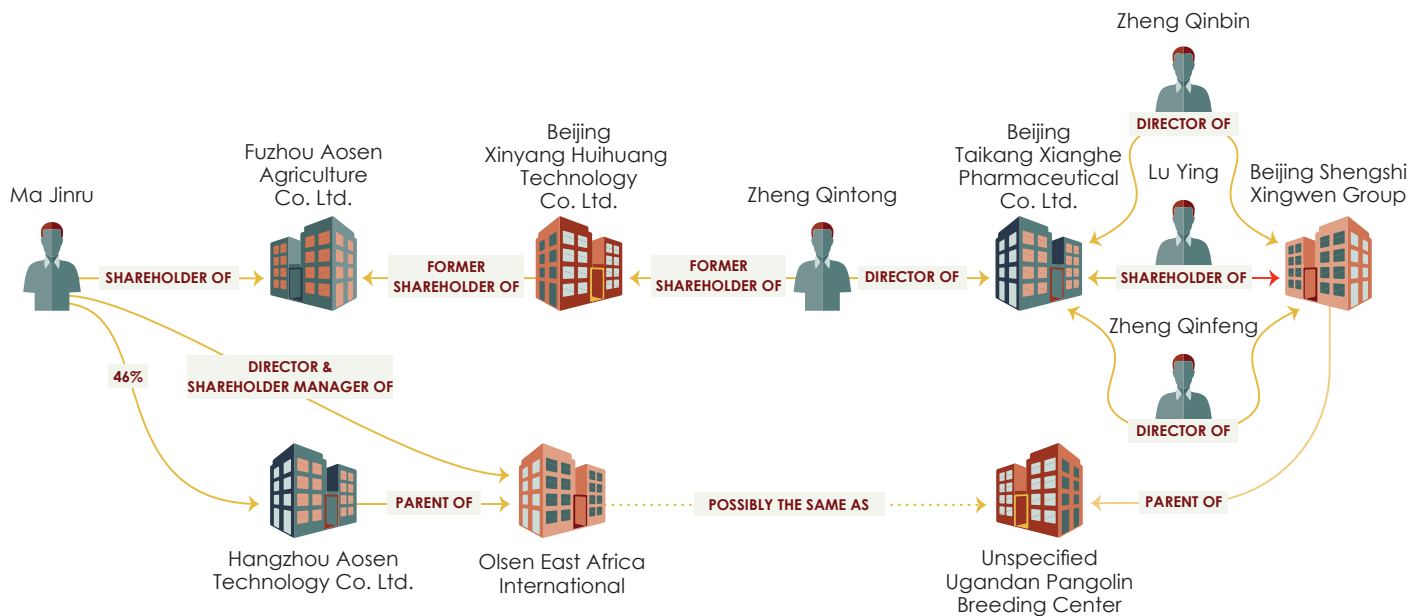 Zheng Qinbin
DIRECTOR OF
Ma Jinru
Fuzhou Aosen
Agriculture
Co. Ltd.
Beijing
Xinyang Huihuang
Technology
Co. Ltd.
Zheng Qintong
Beijing
Taikang Xianghe
Pharmaceutical
Co. Ltd.
Lu Ying
Beijing Shengshi
Xingwen Group
SHAREHOLDER OF
FORMER
SHAREHOLDER OF
FORMER
SHAREHOLDER OF
DIRECTOR OF
SHAREHOLDER OF
Zheng Qinfeng
DIRECTOR OF
46%
DIRECTOR &
SHAREHOLDER MANAGER OF
PARENT OF
POSSIBLY THE SAME AS
PARENT OF
Hangzhou Aosen
Technology Co. Ltd.
Olsen East Africa
International
Unspecified
Ugandan Pangolin
Breeding Center